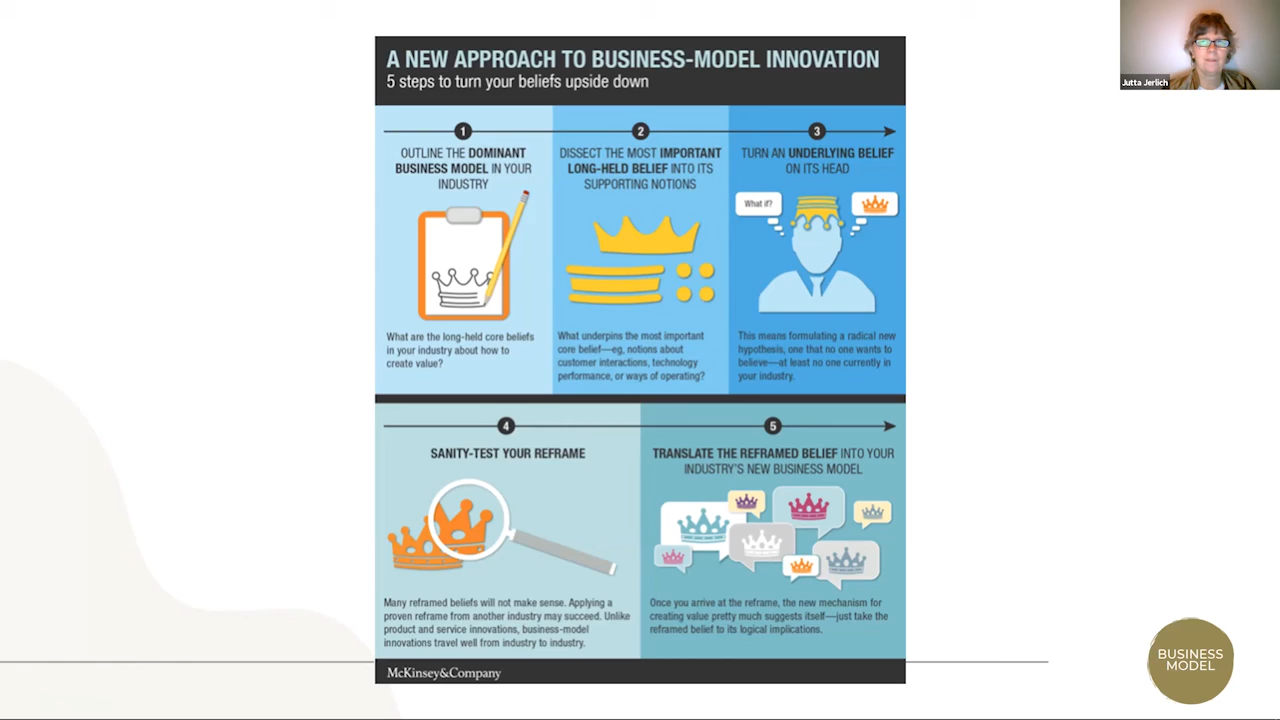 A NEW APPROACH TO BUSINESS-MODEL INNOVATION
5 steps to turn your beliefs upside down
1
OUTLINE THE DOMINANT
BUSINESS MODEL IN YOUR
INDUSTRY
What are the long-held core beliefs
in your industry about how to
create value?
2
DISSECT THE MOST IMPORTANT
LONG-HELD BELIEF INTO ITS
SUPPORTING NOTIONS
What underpins the most important
core belief—eg, notions about
customer interactions, technology
performance, or ways of operating?
3
TURN AN UNDERLYING BELIEF
ON ITS HEAD
What if?
This means formulating a radical new
hypothesis, one that no one wants to
believe—at least no one currently in
your industry.
4
SANITY-TEST YOUR REFRAME
Many reframed beliefs will not make sense. Applying a
proven reframe from another industry may succeed. Unlike
product and service innovations, business-model
innovations travel well from industry to industry.
5
TRANSLATE THE REFRAMED BELIEF INTO YOUR
INDUSTRY'S NEW BUSINESS MODEL
Once you arrive at the reframe, the new mechanism for
creating value pretty much suggests itself—just take the
reframed belief to its logical implications.
McKinsey&Company
Jutta Jerlich
BUSINESS
MODEL